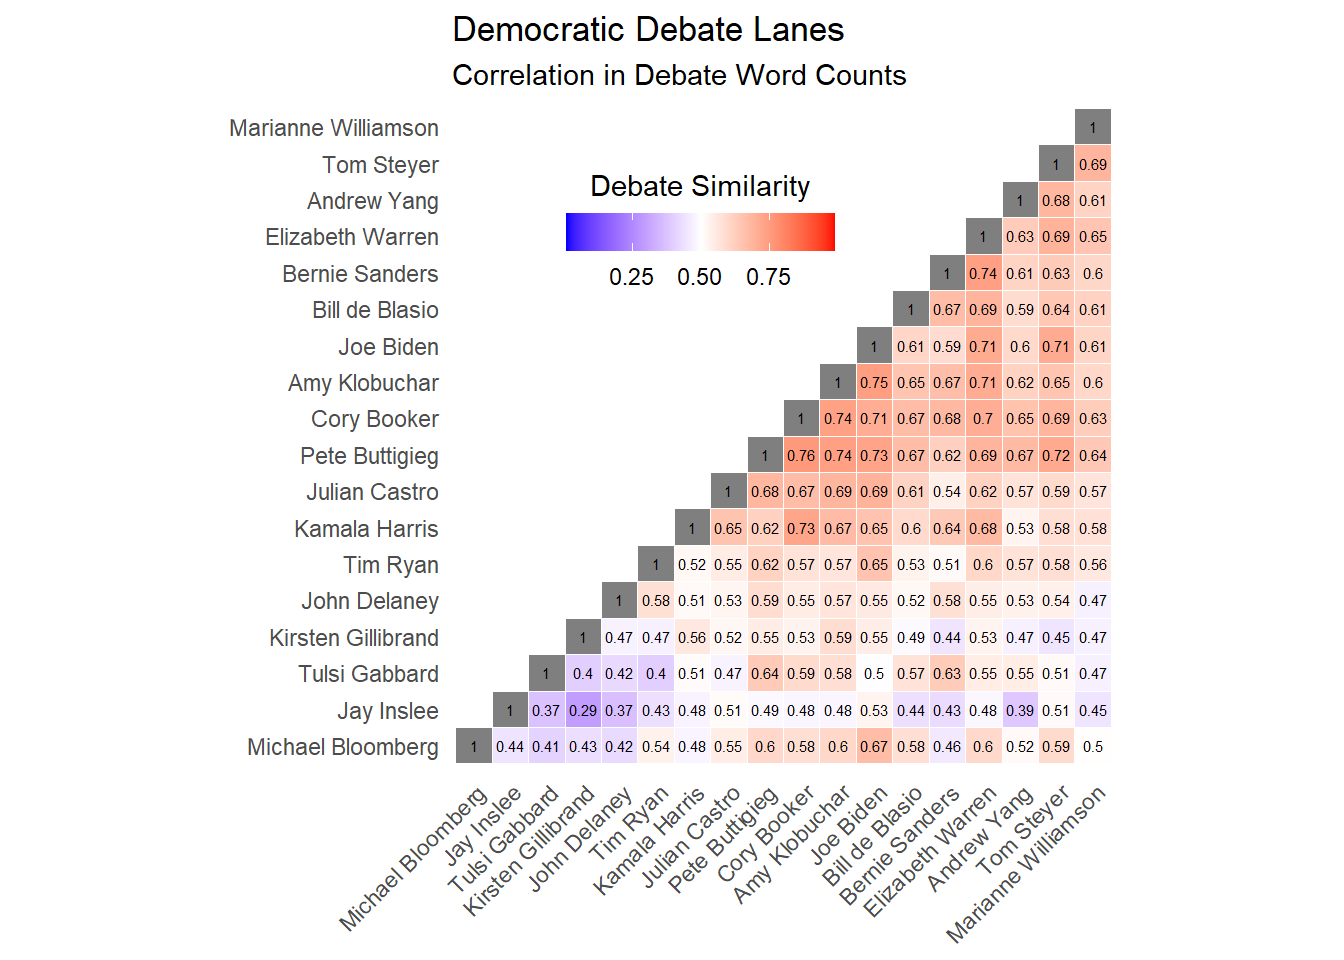 Democratic Debate Lanes
Correlation in Debate Word Counts
Debate Similarity
0.25 0.50 0.75
Marianne Williamson 1
Tom Steyer 1 0.69
Andrew Yang 1 0.68 0.61
Elizabeth Warren 1 0.63 0.69 0.65
Bernie Sanders 1 0.74 0.61 0.63 0.6
Bill de Blasio 1 0.67 0.69 0.59 0.64 0.61
Joe Biden 1 0.61 0.59 0.71 0.6 0.71 0.61
Amy Klobuchar 1 0.75 0.65 0.67 0.71 0.62 0.65 0.6
Cory Booker 1 0.74 0.71 0.67 0.68 0.7 0.65 0.69 0.63
Pete Buttigieg 1 0.76 0.74 0.73 0.67 0.62 0.69 0.67 0.72 0.64
Julian Castro 1 0.68 0.67 0.69 0.69 0.61 0.54 0.62 0.57 0.59 0.57
Kamala Harris 1 0.65 0.62 0.73 0.67 0.65 0.6 0.64 0.68 0.53 0.58 0.58
Tim Ryan 1 0.52 0.55 0.62 0.57 0.57 0.65 0.53 0.51 0.6 0.57 0.58 0.56
John Delaney 1 0.58 0.51 0.53 0.59 0.55 0.57 0.55 0.52 0.58 0.55 0.53 0.54 0.47
Kirsten Gillibrand 1 0.47 0.47 0.56 0.52 0.55 0.53 0.59 0.55 0.49 0.44 0.53 0.47 0.45 0.47
Tulsi Gabbard 1 0.4 0.42 0.4 0.51 0.47 0.64 0.59 0.58 0.5 0.57 0.63 0.55 0.55 0.51 0.47
Jay Inslee 1 0.37 0.29 0.37 0.43 0.48 0.51 0.49 0.48 0.48 0.53 0.44 0.43 0.48 0.39 0.51 0.45
Michael Bloomberg 1 0.44 0.41 0.43 0.42 0.54 0.48 0.55 0.6 0.58 0.6 0.67 0.58 0.46 0.6 0.52 0.59 0.5
Michael Bloomberg
Jay Inslee
Tulsi Gabbard
Kirsten Gillibrand
John Delaney
Tim Ryan
Kamala Harris
Julian Castro
Pete Buttigieg
Cory Booker
Amy Klobuchar
Joe Biden
Bill de Blasio
Bernie Sanders
Elizabeth Warren
Andrew Yang
Tom Steyer
Marianne Williamson